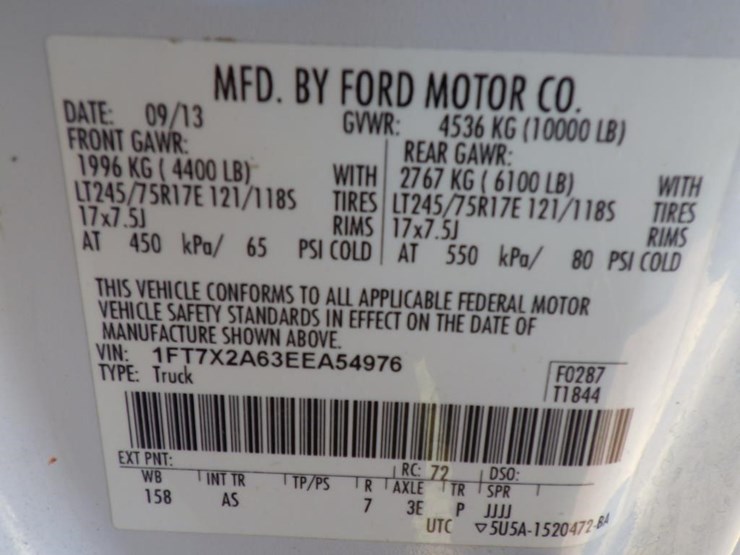 MFD. BY FORD MOTOR CO.
DATE: 09/13 GVWR: 4536 KG (10000 LB)
FRONT GAWR: REAR GAWR:
1996 KG ( 4400 LB) WITH 2767 KG ( 6100 LB) WITH
LT245/75R17E 121/118S TIRES LT245/75R17E 121/118S TIRES
17x7.5J RIMS 17x7.5J RIMS
AT 450 kPa/ 65 PSI COLD AT 550 kPa/ 80 PSI COLD
THIS VEHICLE CONFORMS TO ALL APPLICABLE FEDERAL MOTOR
VEHICLE SAFETY STANDARDS IN EFFECT ON THE DATE OF
MANUFACTURE SHOWN ABOVE.
VIN: 1FT7X2A63EEA54976 F0287
TYPE: Truck T1844
EXT PNT: RC: 72 DSO:
WB INT TR TP/PS R AXLE TR SPR
158 AS 7 3E P JJJJ
UTC ▽5U5A-1520472-BA